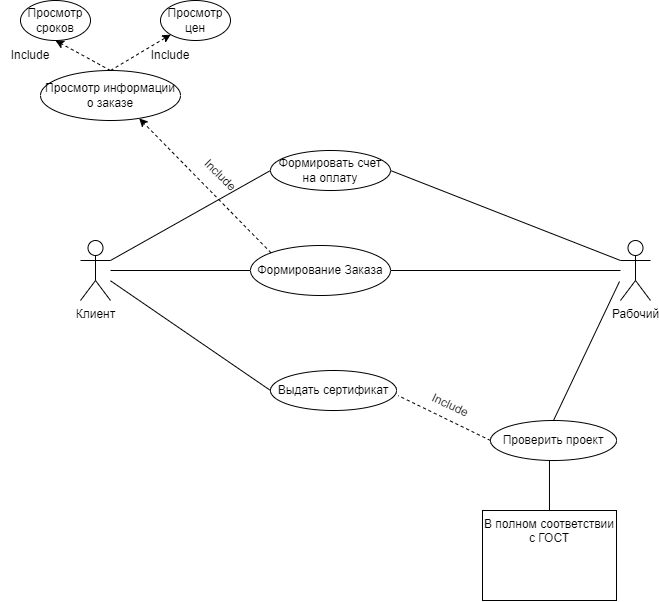 Просмотр
сроков
Просмотр
цен
Include
Include
Просмотр информации
о заказе
Include
Формировать счет
на оплату
Формирование Заказа
Клиент
Рабочий
Выдать сертификат
Include
Проверить проект
В полном соответствии
с ГОСТ